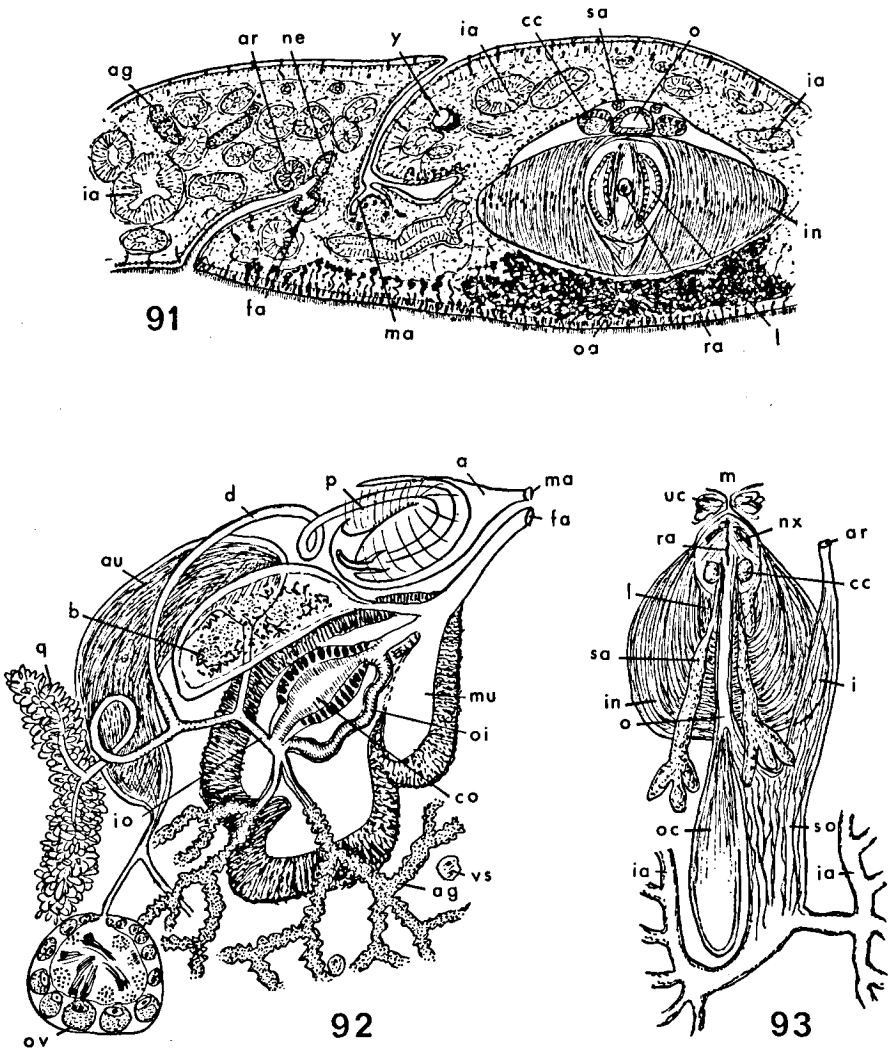 ar ne y ia cc sa o
ag ia
ia in
fa ma oa ra l
91
p a ma
d fa
au
b
q
mu
oi
io co
vs
ag
ov
92
m
uc nx ar
ra cc
l
sa i
in
o
oc so
ia ia
93